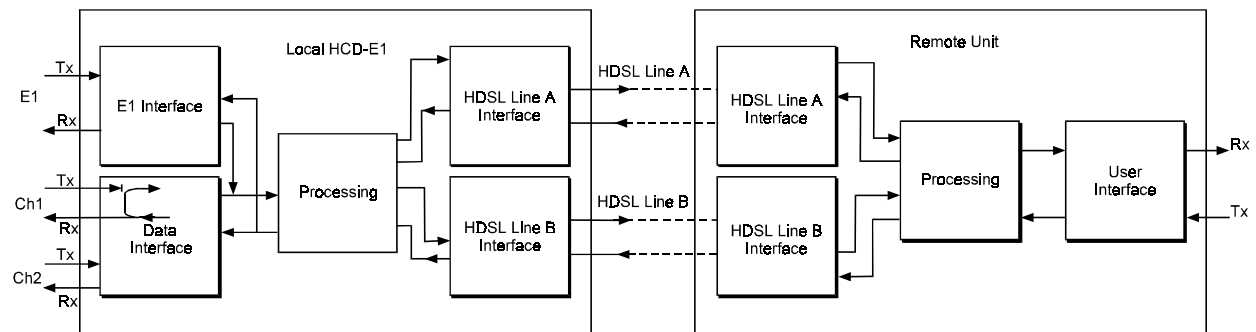 Local HCD-E1
Remote Unit
Tx
E1
Rx
E1 Interface
HDSL Line A
Interface
HDSL Line A
HDSL Line A
Interface
Tx
Ch1
Rx
Data
Interface
Tx
Ch2
Rx
Processing
HDSL Line B
Interface
HDSL Line B
HDSL Line B
Interface
Processing
User
Interface
Rx
Tx